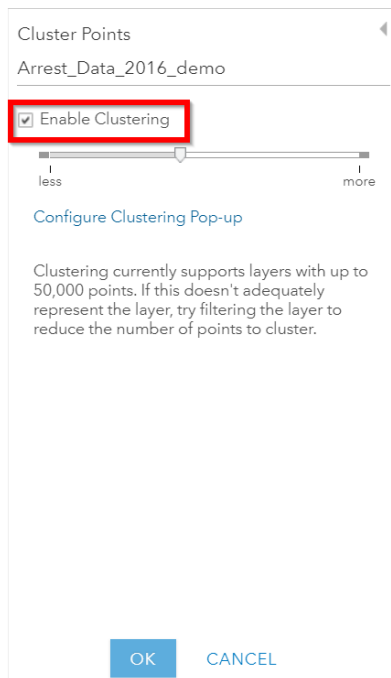 Cluster Points
Arrest_Data_2016_demo
Enable Clustering
less more
Configure Clustering Pop-up
Clustering currently supports layers with up to
50,000 points. If this doesn't adequately
represent the layer, try filtering the layer to
reduce the number of points to cluster.
OK CANCEL